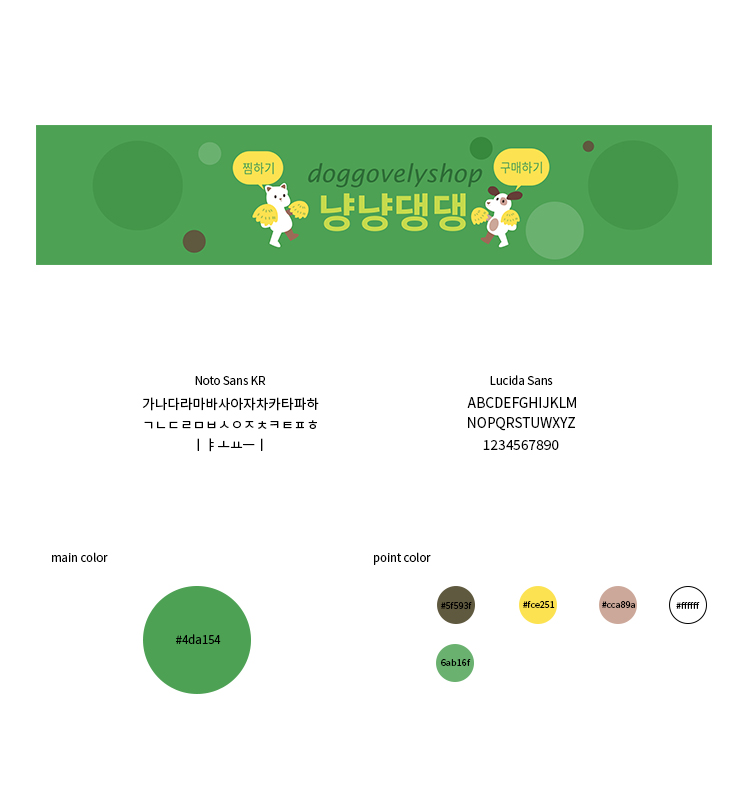 찜하기
doggovelyshop
구매하기
냥냥댕댕
Noto Sans KR
가나다라마바사아자차카타파하
ㄱㄴㄷㄹㅁㅂㅅㅇㅈㅊㅋㅌㅍㅎ
ㅣㅑㅗㅛㅡㅣ
Lucida Sans
ABCDEFGHIJKLM
NOPQRSTUWXYZ
1234567890
main color
#4da154
point color
#5f593f
#fce251
#cca89a
#ffffff
6ab16f